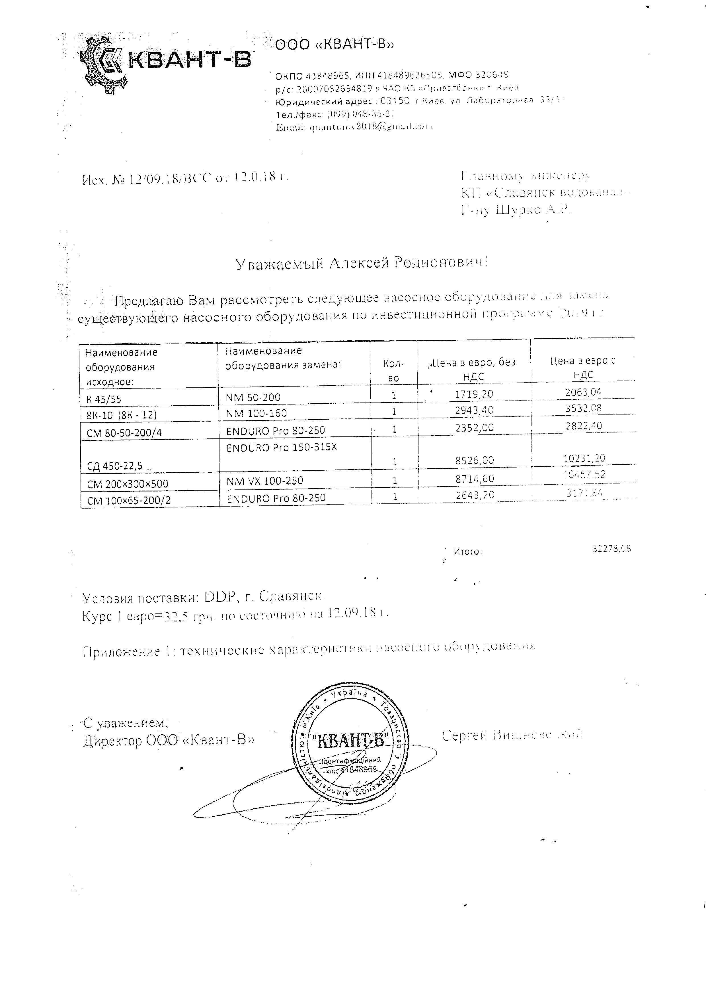 КВАНТ-В
ООО «КВАНТ-В»
ОКПО 41848965, ИНН 418489626505, МФО 320649
р/с: 26007052654819 в ЧАО КБ «Приватбанк» г. Киев
Юридический адрес : 03150, г Киев, ул Лабораторная
Тел./факс: (099) 048-35-27
Email: quantumv2018@gmail.com
Исх. № 12/09.18/ВСС от 12.0.18 г.
Главному инженеру
КП «Славянск водоканал»
Г-ну Шурко А.Р.
Уважаемый Алексей Родионович!
Предлагаю Вам рассмотреть следующее насосное оборудование для замены
существующего насосного оборудования по инвестиционной программе 2019 г.:
Наименование оборудования исходное: Наименование оборудования замена: Кол-во Цена в евро, без НДС Цена в евро с НДС
К 45/55 NM 50-200 1 1719,20 2063,04
8К-10 (8К - 12) NM 100-160 1 2943,40 3532,08
СМ 80-50-200/4 ENDURO Pro 80-250 1 2352,00 2822,40
СД 450-22,5 ENDURO Pro 150-315X 1 8526,00 10231,20
СМ 200×300×500 NM VX 100-250 1 8714,60 10457,52
СМ 100×65-200/2 ENDURO Pro 80-250 1 2643,20 3171,84
Итого: 32278,08
Условия поставки: DDP, г. Славянск.
Курс 1 евро=32,5 грн. по состочнию на 12.09.18 г.
Приложение 1: технические характеристики насосного оборудования
С уважением,
Директор ООО «Квант-В»
Сергей Вишневский
м.Київ * Україна * Товариство з обмеженою відповідальністю *
"КВАНТ-В"
Ідентифікаційний
код 41848965